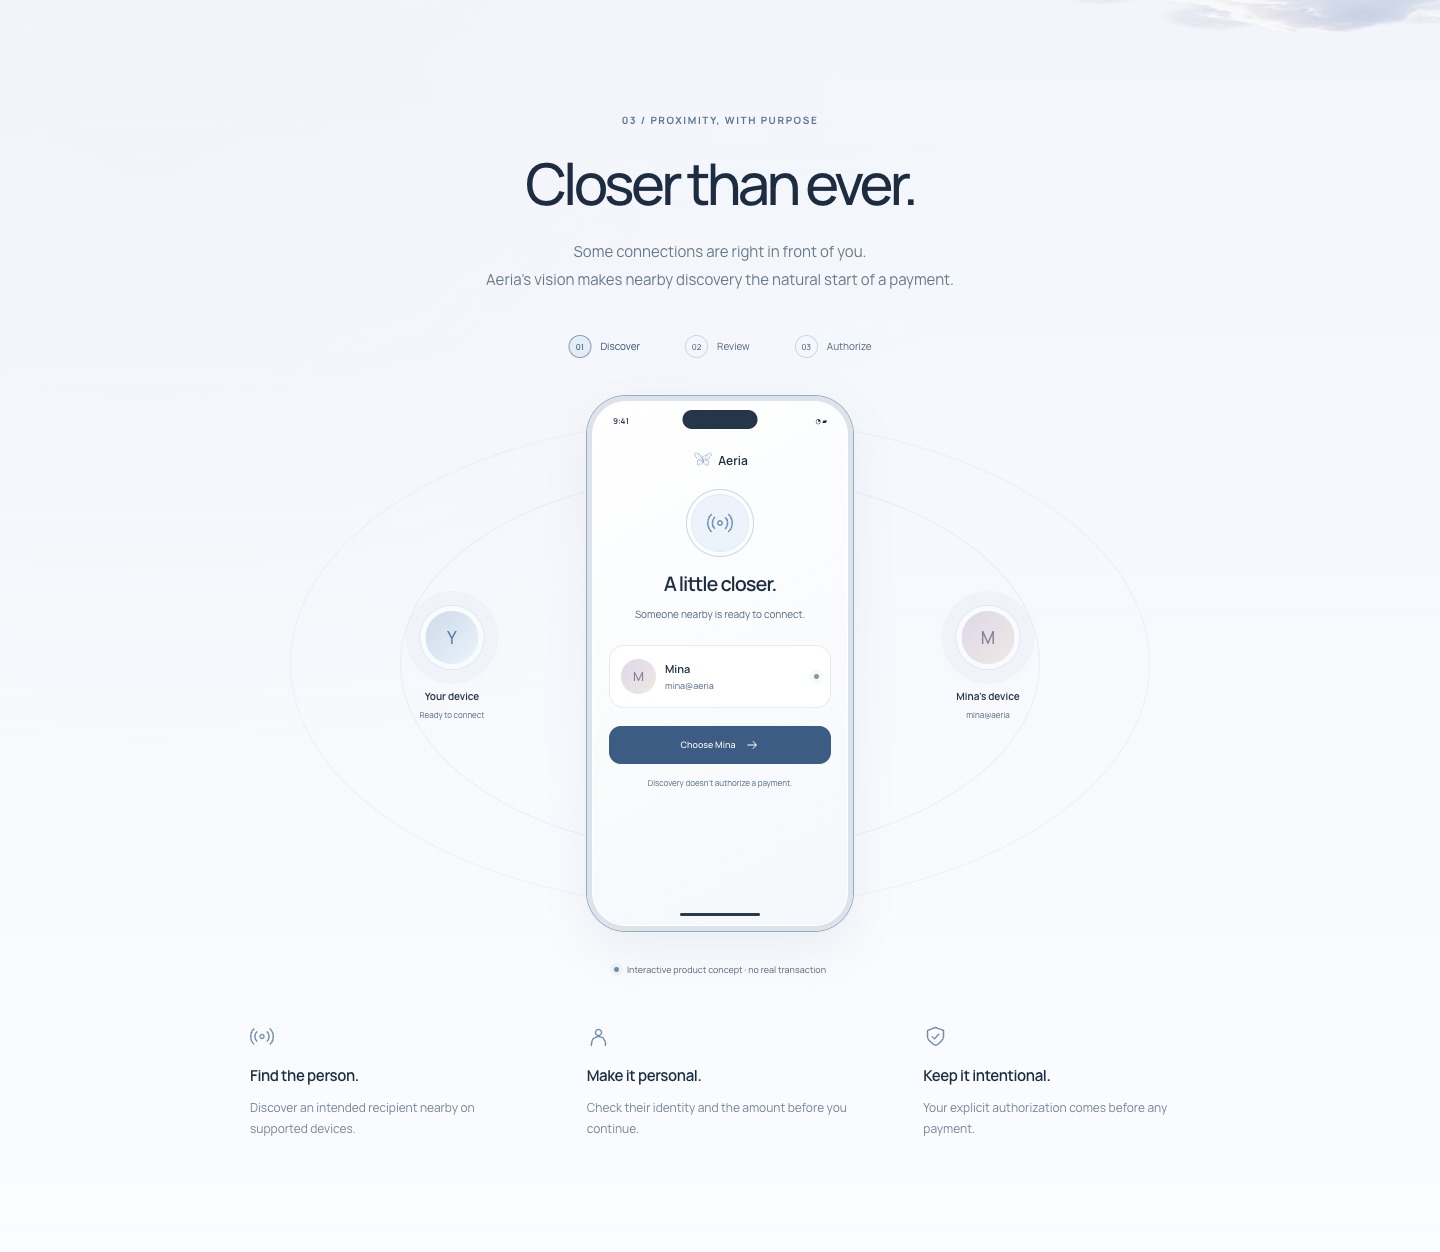 03 / PROXIMITY, WITH PURPOSE
Closer than ever.
Some connections are right in front of you.
Aeria's vision makes nearby discovery the natural start of a payment.
01 Discover 02 Review 03 Authorize
9:41
Aeria
A little closer.
Someone nearby is ready to connect.
Y
Your device
Ready to connect
M
Mina
mina@aeria
Choose Mina
Discovery doesn't authorize a payment.
M
Mina's device
mina@aeria
Interactive product concept · no real transaction
Find the person.
Discover an intended recipient nearby on
supported devices.
Make it personal.
Check their identity and the amount before you
continue.
Keep it intentional.
Your explicit authorization comes before any
payment.